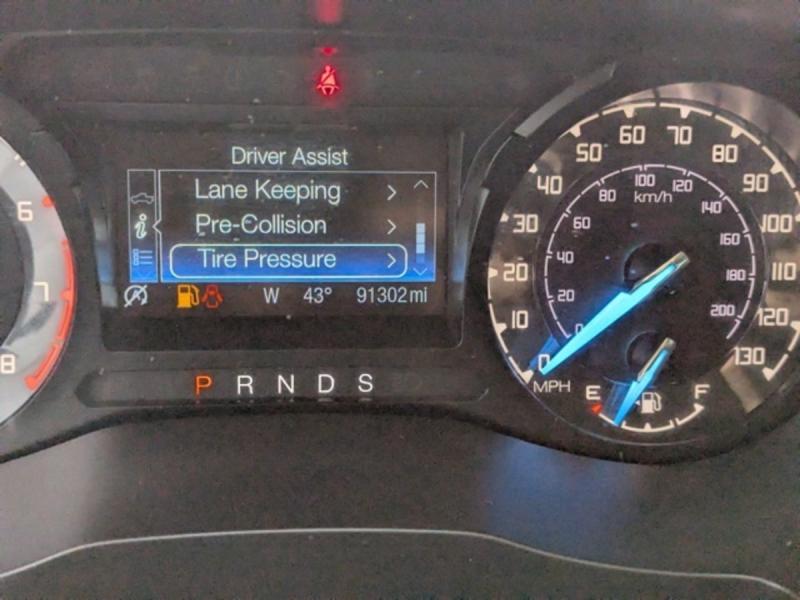 Driver Assist
Lane Keeping >
Pre-Collision >
i
Tire Pressure >
W 43° 91302 mi
P R N D S
6
7
8
0 10 20 30 40 50 60 70 80 90 100 110 120 130
MPH
0 20 40 60 80 100 120 140 160 180 200
km/h
E F